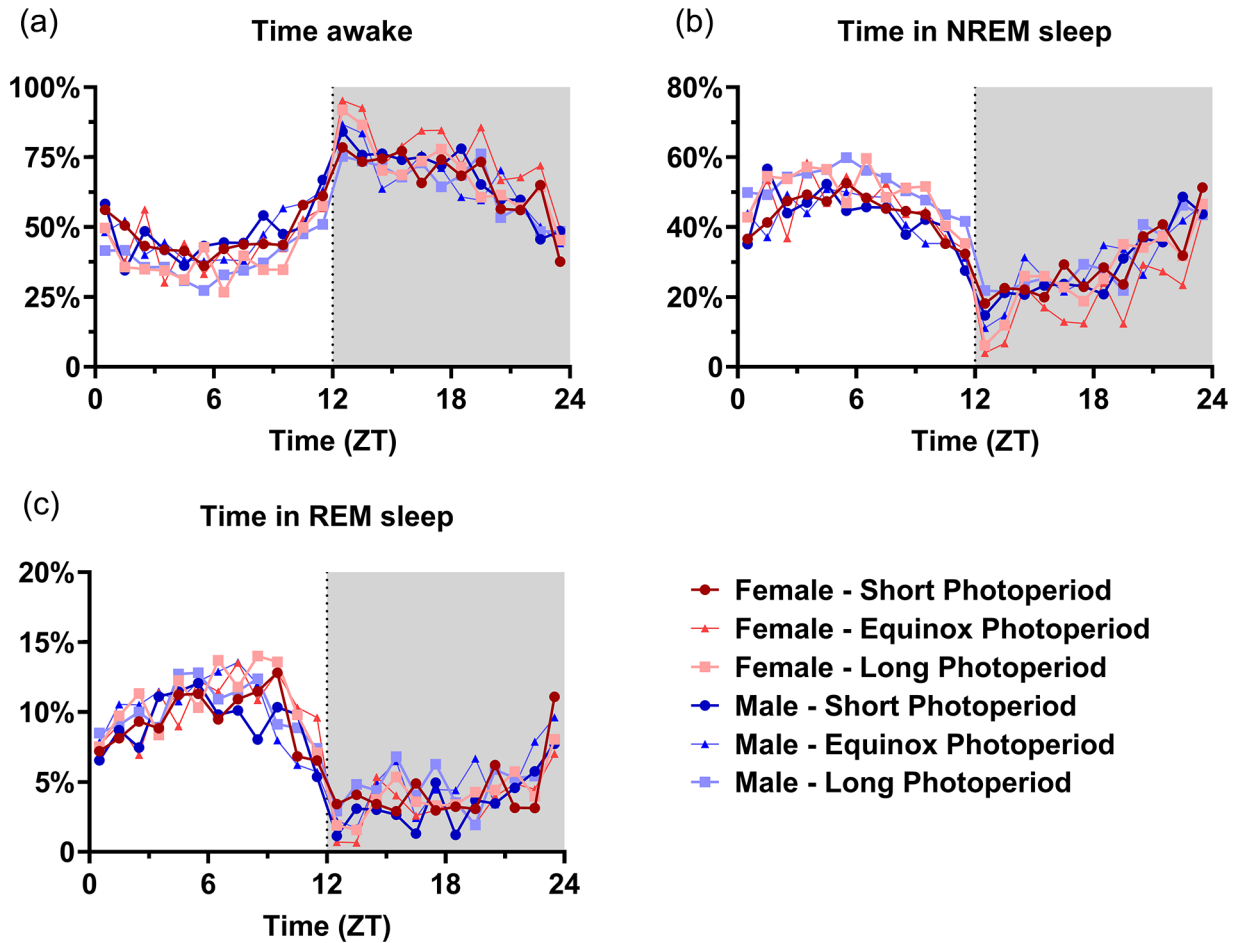 (a)
Time awake
100%
75%
50%
25%
0
0
6
12
18
24
Time (ZT)
(b)
Time in NREM sleep
80%
60%
40%
20%
0
0
6
12
18
24
Time (ZT)
(c)
Time in REM sleep
20%
15%
10%
5%
0
0
6
12
18
24
Time (ZT)
Female - Short Photoperiod
Female - Equinox Photoperiod
Female - Long Photoperiod
Male - Short Photoperiod
Male - Equinox Photoperiod
Male - Long Photoperiod